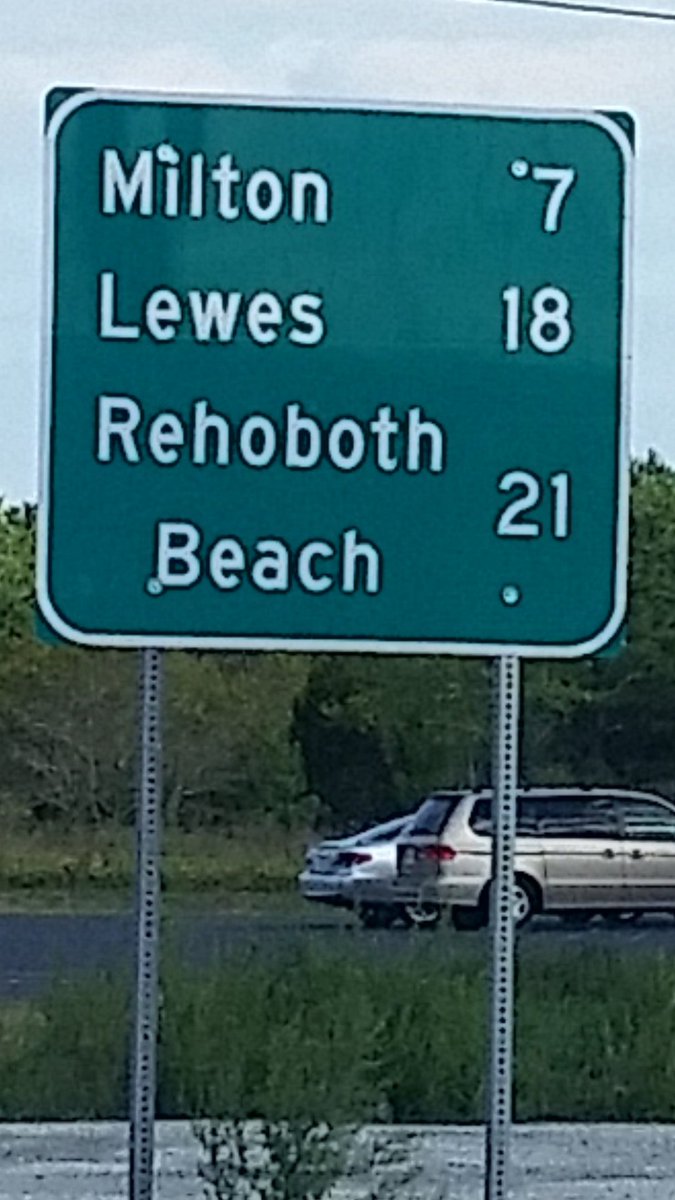 Milton 7
Lewes 18
Rehoboth
Beach 21